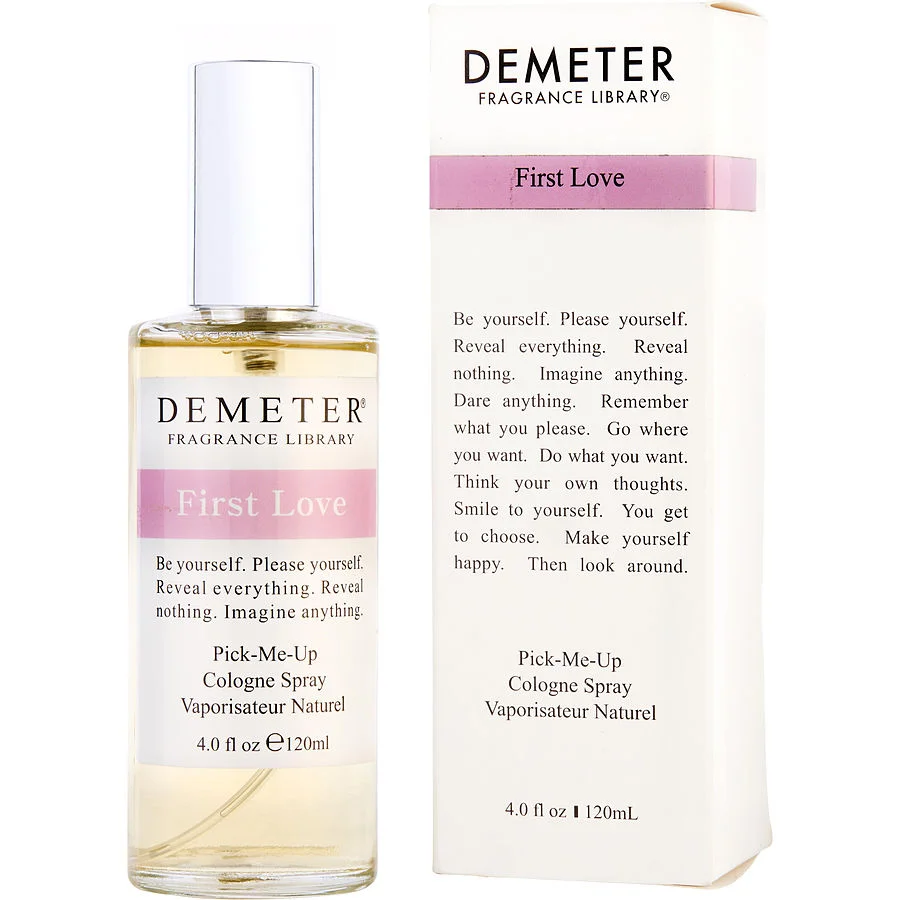 DEMETER®
FRAGRANCE LIBRARY
First Love
Be yourself. Please yourself.
Reveal everything. Reveal
nothing. Imagine anything.
Pick-Me-Up
Cologne Spray
Vaporisateur Naturel
4.0 fl oz ℮120ml
DEMETER
FRAGRANCE LIBRARY®
First Love
Be yourself. Please yourself.
Reveal everything. Reveal
nothing. Imagine anything.
Dare anything. Remember
what you please. Go where
you want. Do what you want.
Think your own thoughts.
Smile to yourself. You get
to choose. Make yourself
happy. Then look around.
Pick-Me-Up
Cologne Spray
Vaporisateur Naturel
4.0 fl oz ❙ 120mL